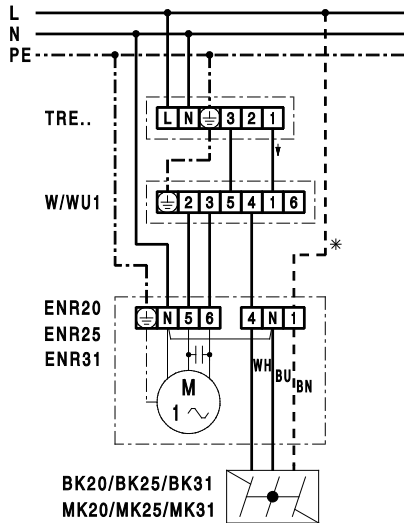 L
N
PE
TRE..
L N 3 2 1
W/WU1
2 3 5 4 1 6
*
ENR20
ENR25
ENR31
N 5 6 4 N 1
WH
BU
BN
M
1
BK20/BK25/BK31
MK20/MK25/MK31